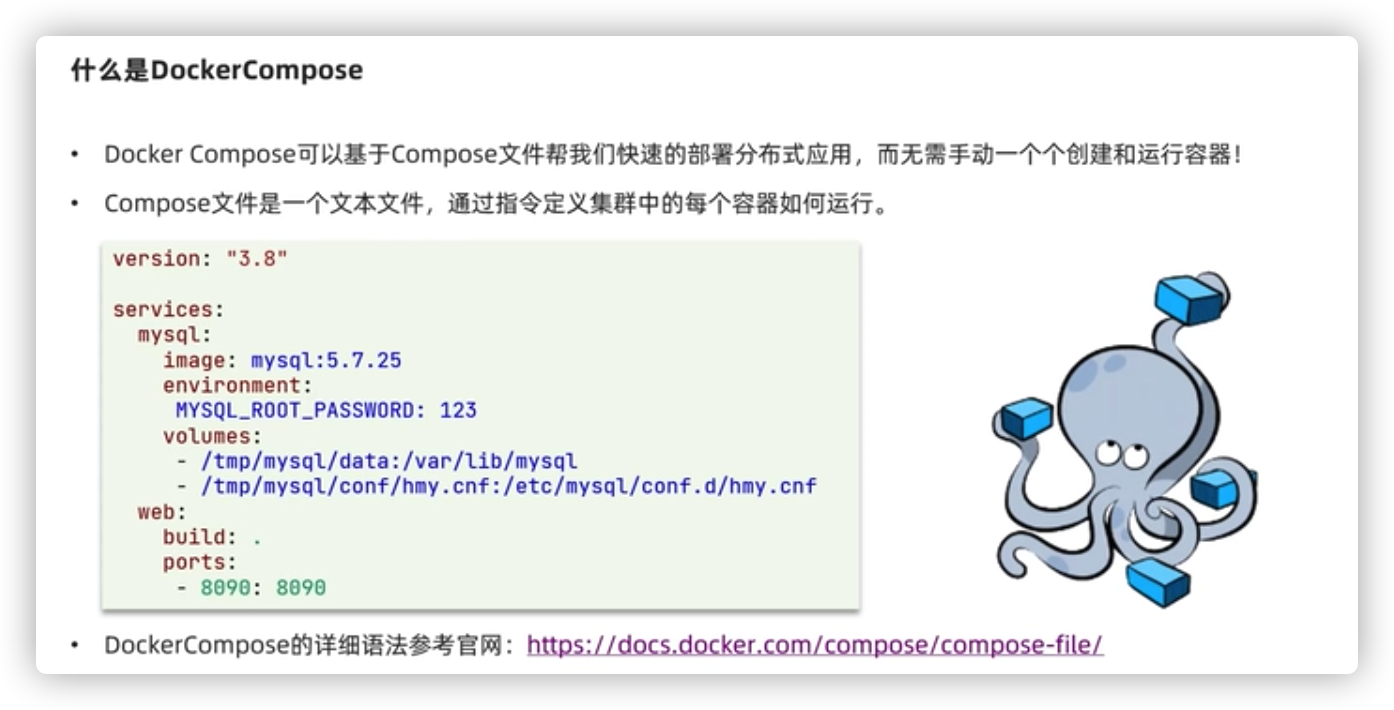 什么是DockerCompose
• Docker Compose可以基于Compose文件帮我们快速的部署分布式应用，而无需手动一个个创建和运行容器！
• Compose文件是一个文本文件，通过指令定义集群中的每个容器如何运行。
version: "3.8"
services:
  mysql:
    image: mysql:5.7.25
    environment:
     MYSQL_ROOT_PASSWORD: 123
    volumes:
     - /tmp/mysql/data:/var/lib/mysql
     - /tmp/mysql/conf/hmy.cnf:/etc/mysql/conf.d/hmy.cnf
  web:
    build: .
    ports:
     - 8090: 8090
• DockerCompose的详细语法参考官网：https://docs.docker.com/compose/compose-file/